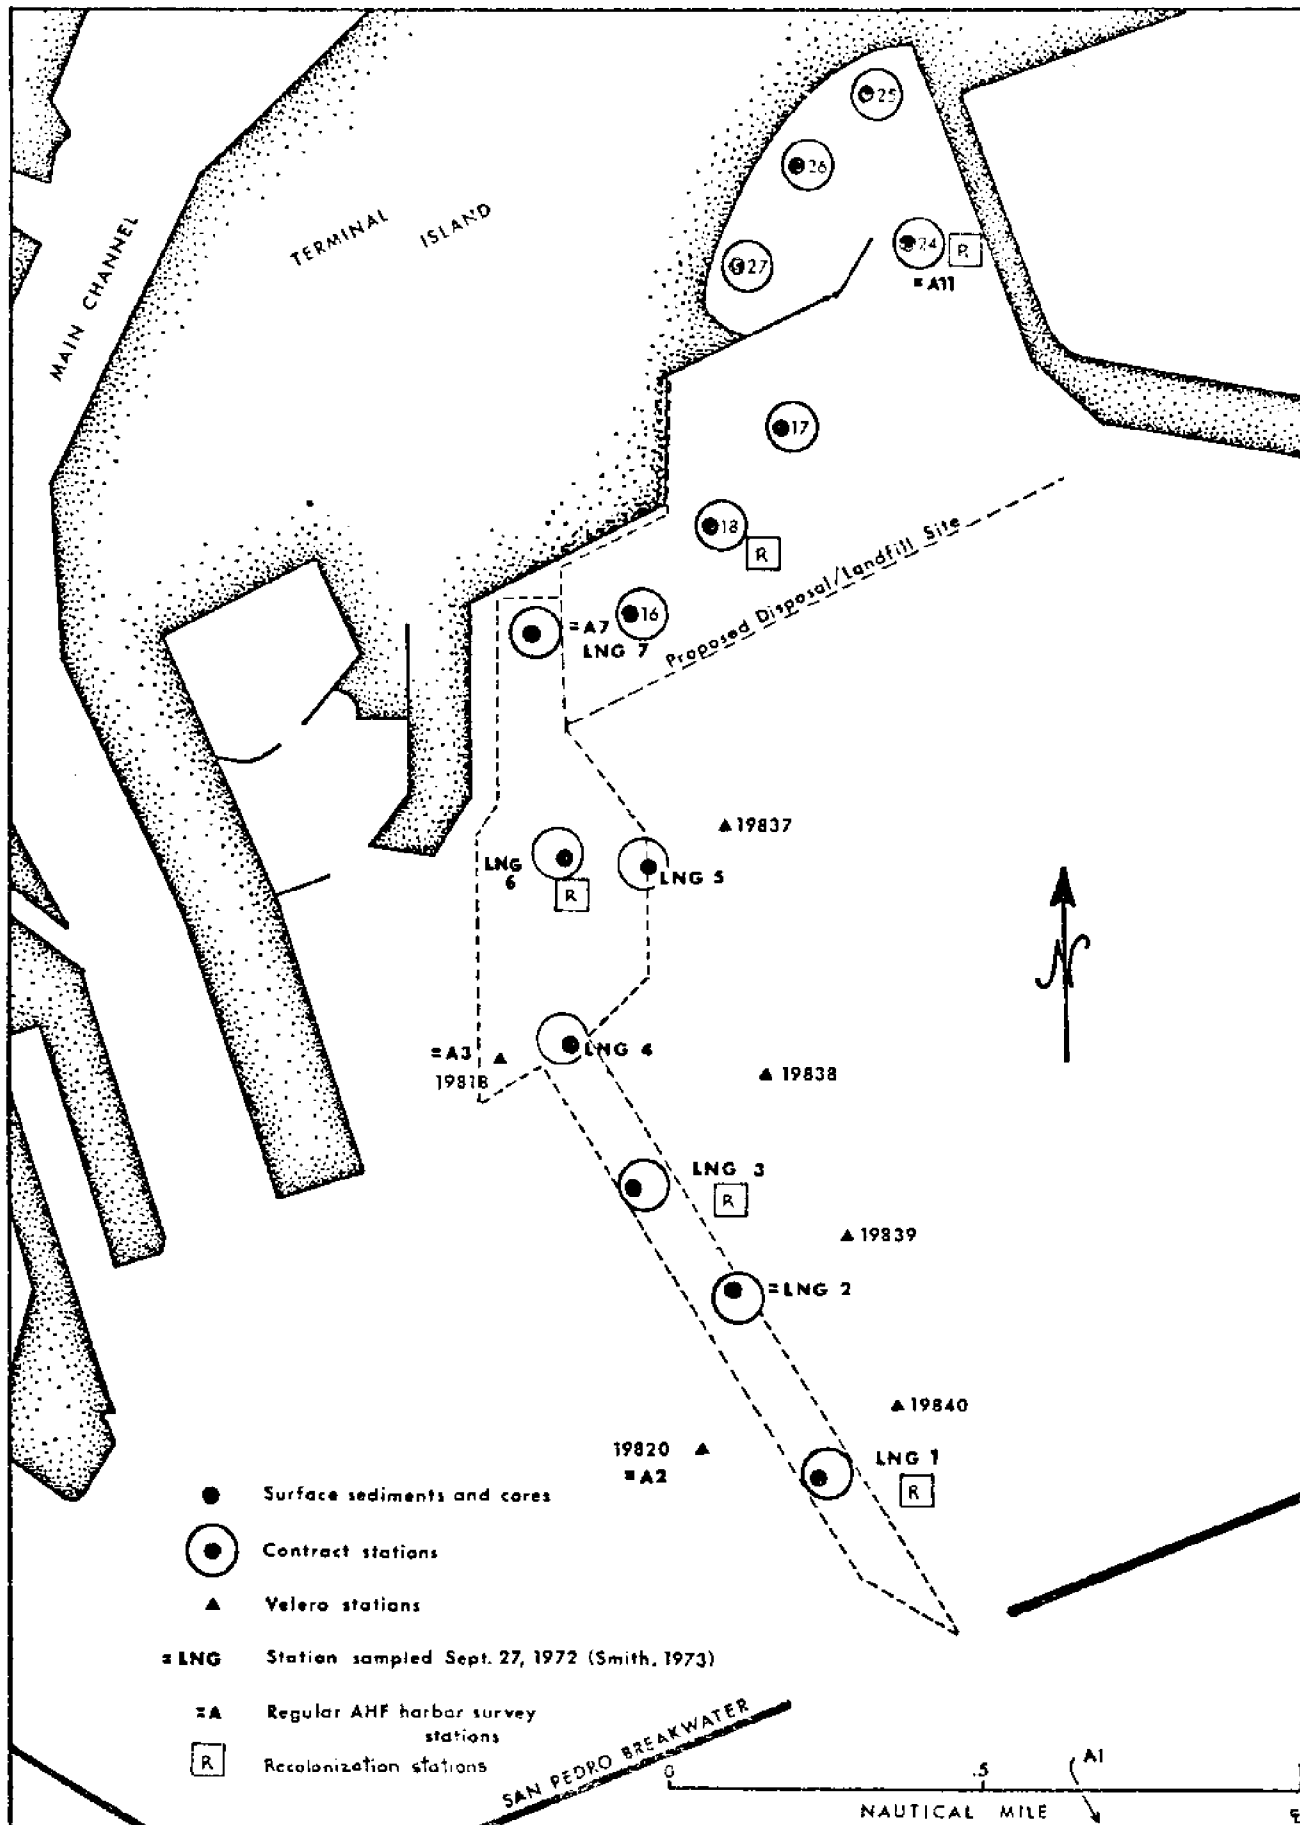 25
26
TERMINAL ISLAND
24 R
27
=A11
MAIN CHANNEL
17
18
R
Proposed Disposal/Landfill Site
16
=A7
LNG 7
19837
LNG
6
LNG 5
R
N
=A3
LNG 4
19818
19838
LNG 3
R
19839
=LNG 2
19840
19820
=A2
LNG 1
R
Surface sediments and cores
Contract stations
Velero stations
=LNG Station sampled Sept. 27, 1972 (Smith, 1973)
=A Regular AHF harbor survey
stations
R Recolonization stations
SAN PEDRO BREAKWATER
0 .5 1
A1
NAUTICAL MILE